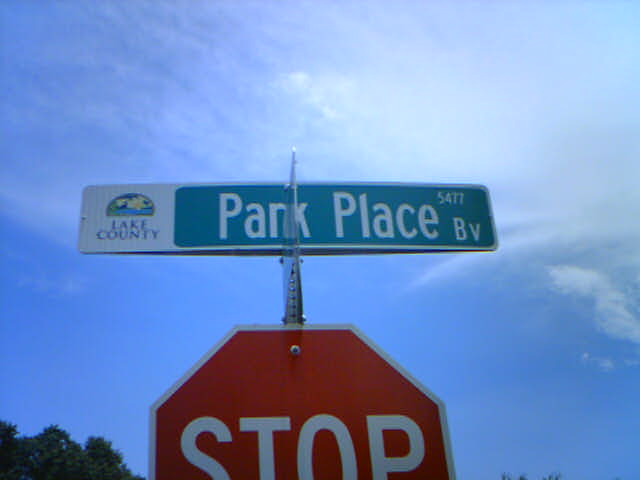 LAKE
COUNTY
Park Place Bv
5477
STOP